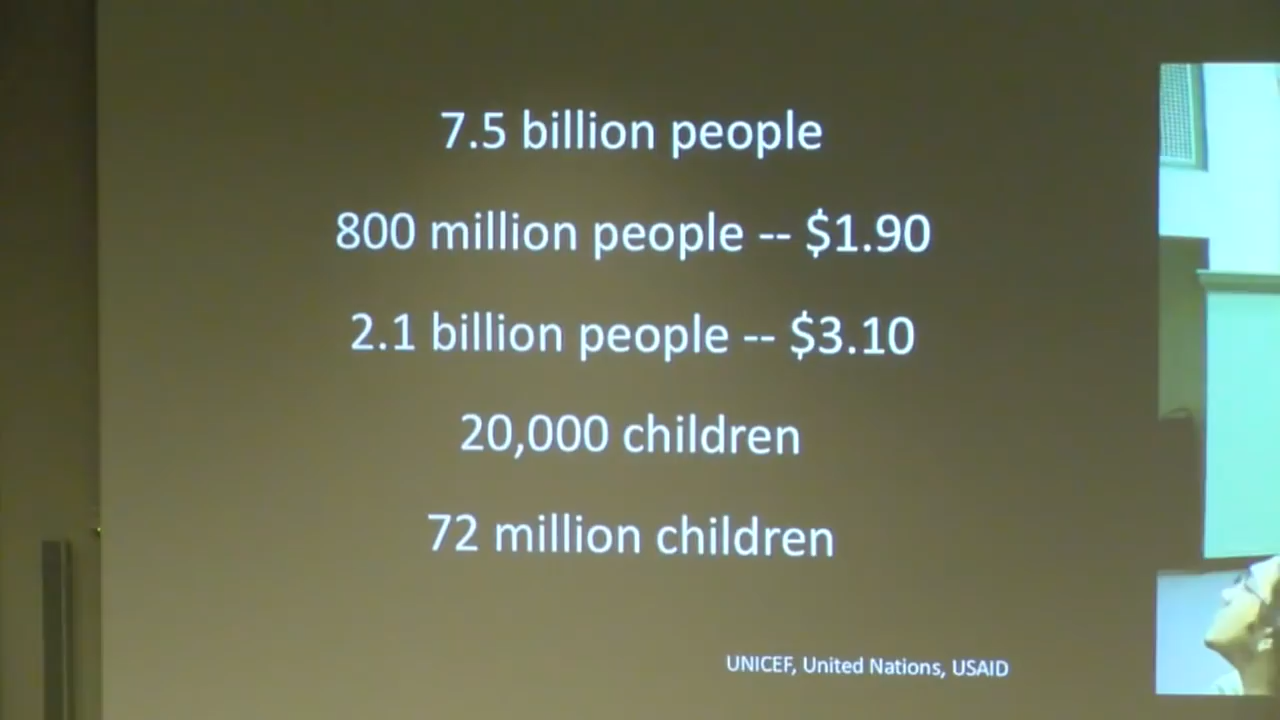 7.5 billion people
800 million people -- $1.90
2.1 billion people -- $3.10
20,000 children
72 million children
UNICEF, United Nations, USAID